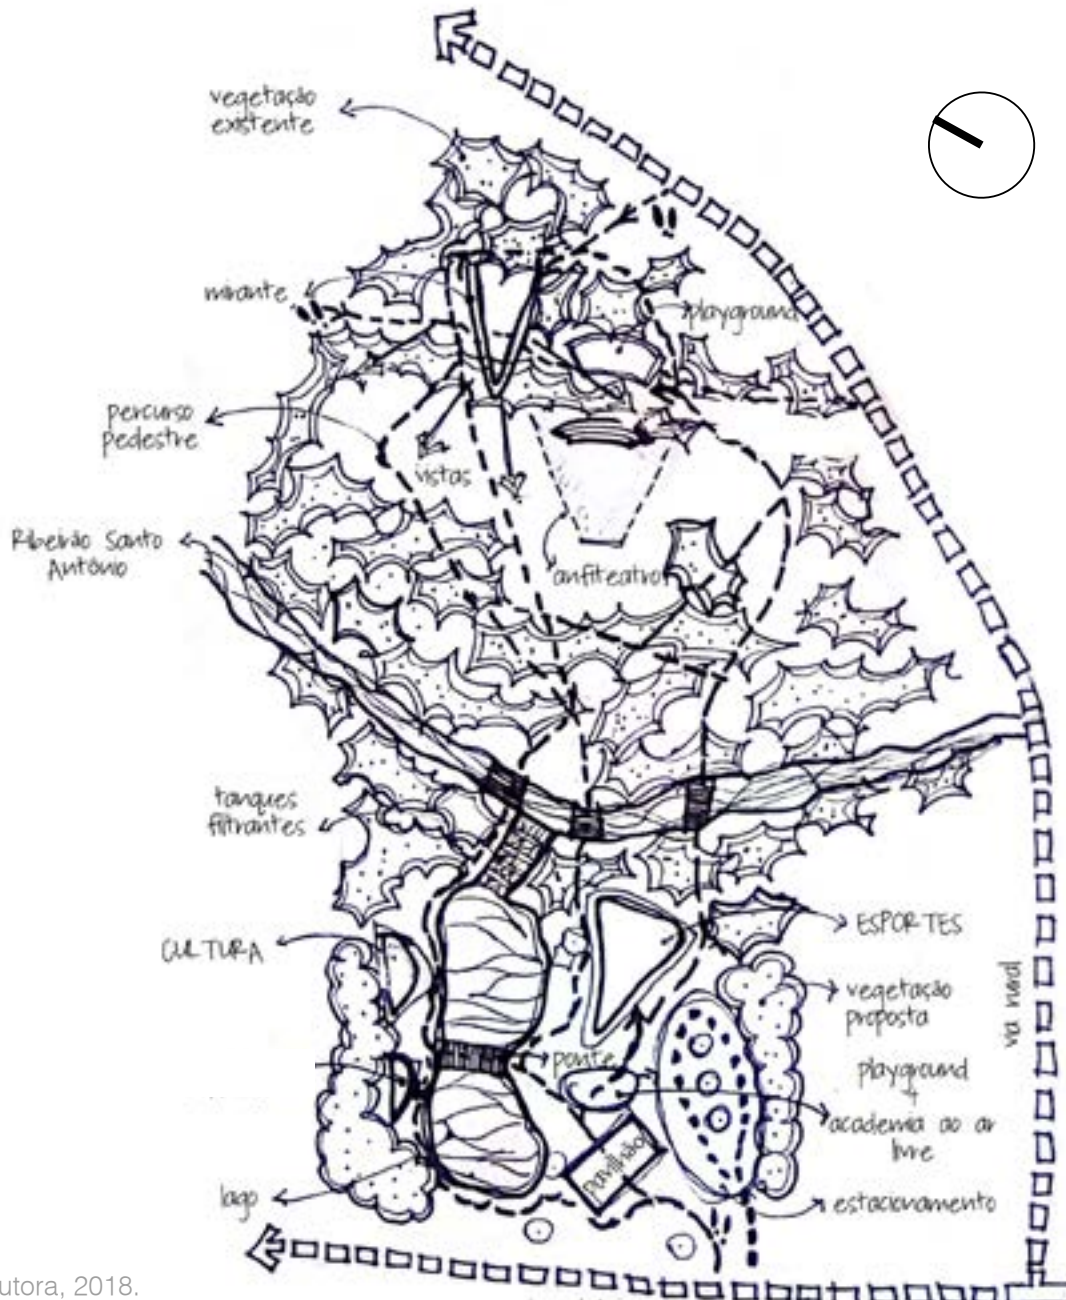 vegetação
existente
mirante
playground
percurso
pedestre
vistas
Ribeirão Santo
Antônio
anfiteatro
tanques
filtrantes
CULTURA
ESPORTES
vegetação
proposta
via rural
ponte
playground
+
academia ao ar
livre
pavilhão
lago
estacionamento
utora, 2018.